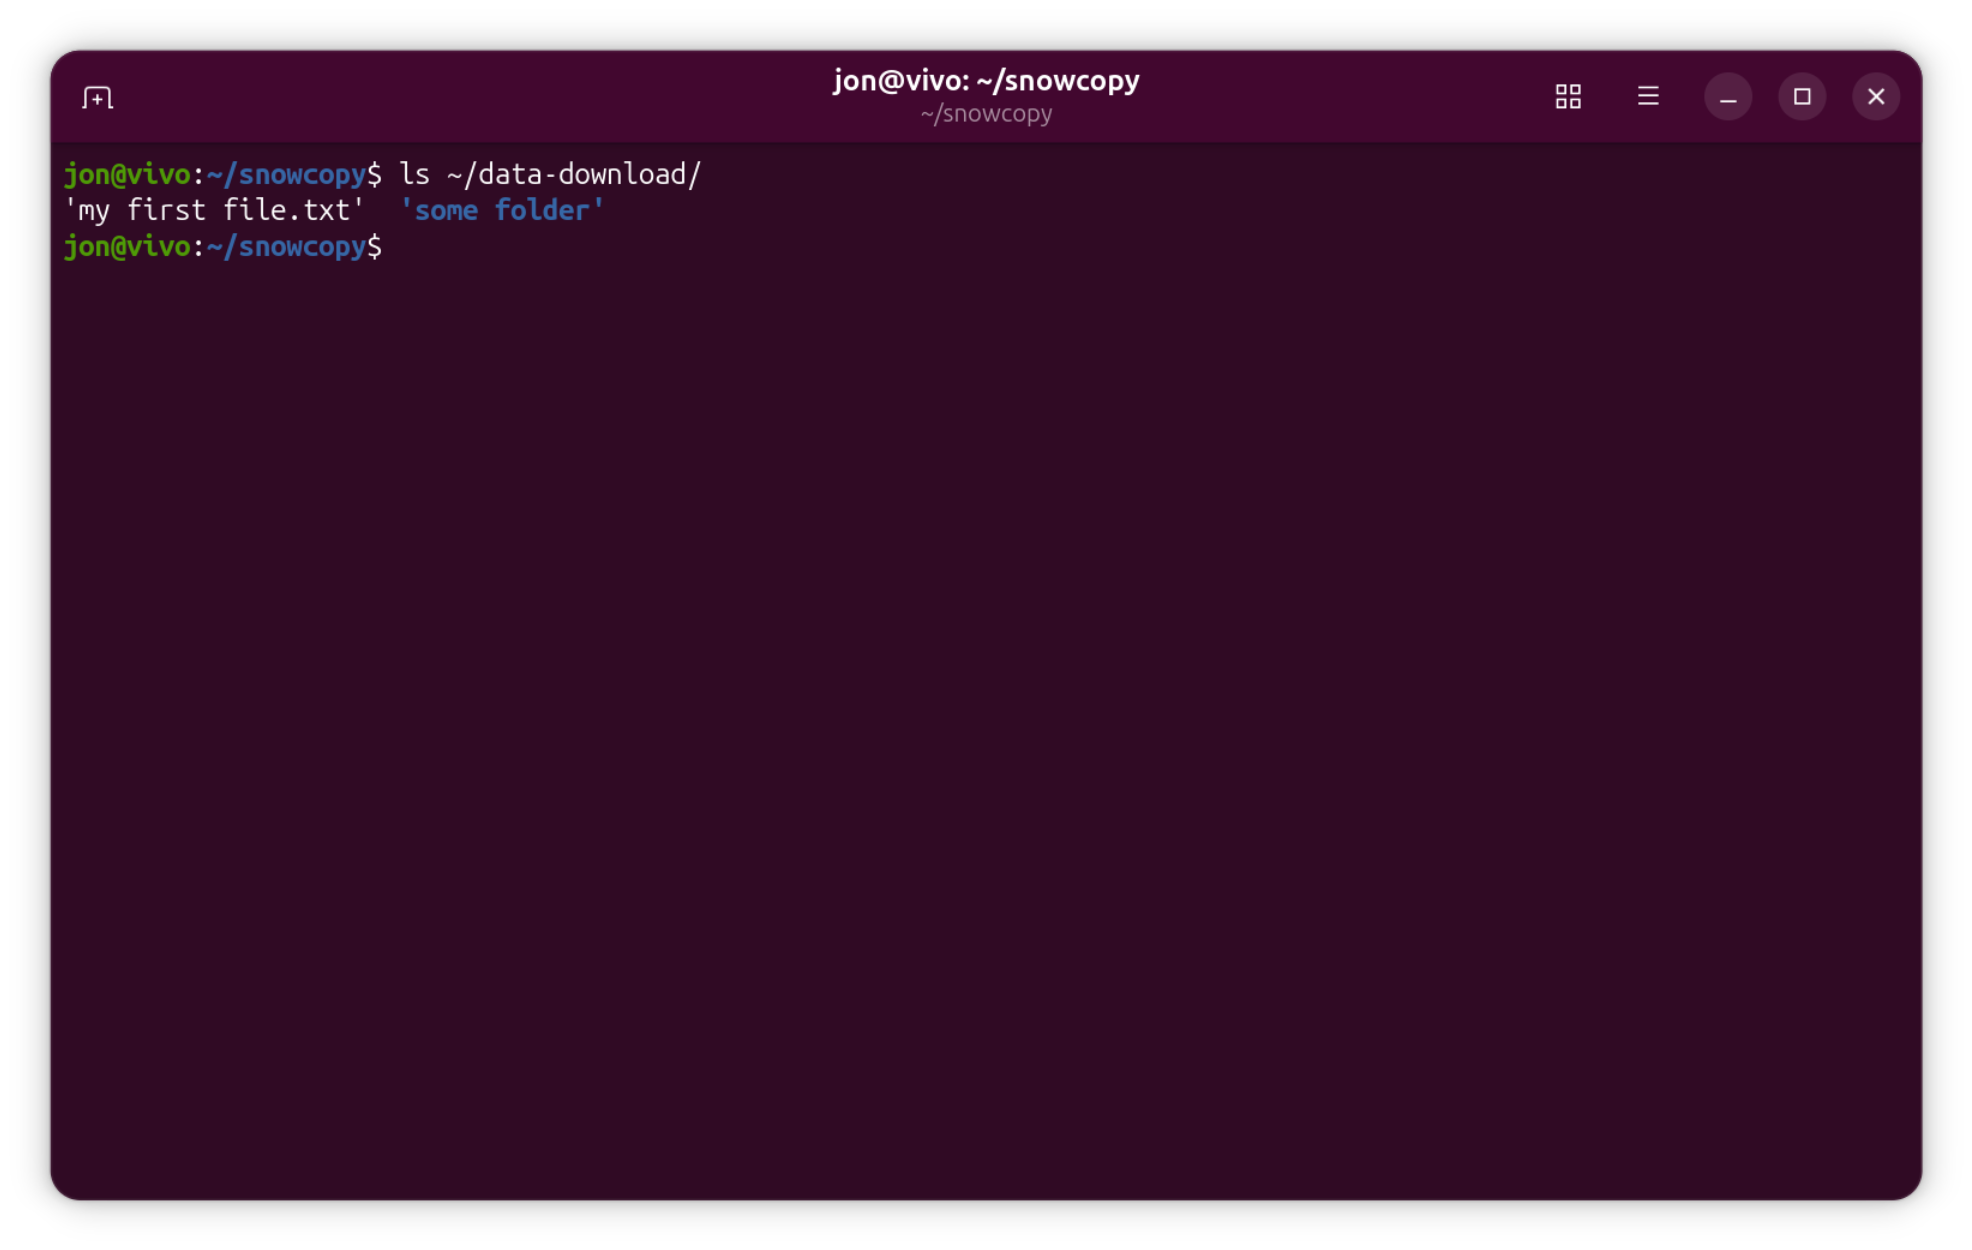 jon@vivo: ~/snowcopy
~/snowcopy
jon@vivo:~/snowcopy$ ls ~/data-download/
'my first file.txt'  'some folder'
jon@vivo:~/snowcopy$